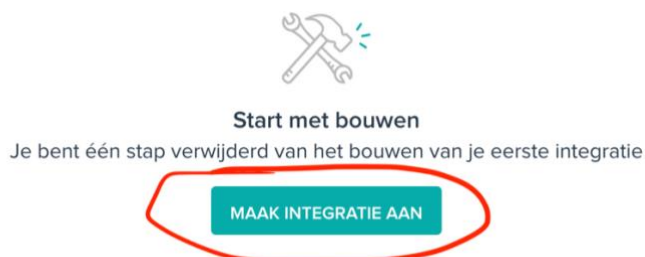 Start met bouwen
Je bent één stap verwijderd van het bouwen van je eerste integratie
MAAK INTEGRATIE AAN